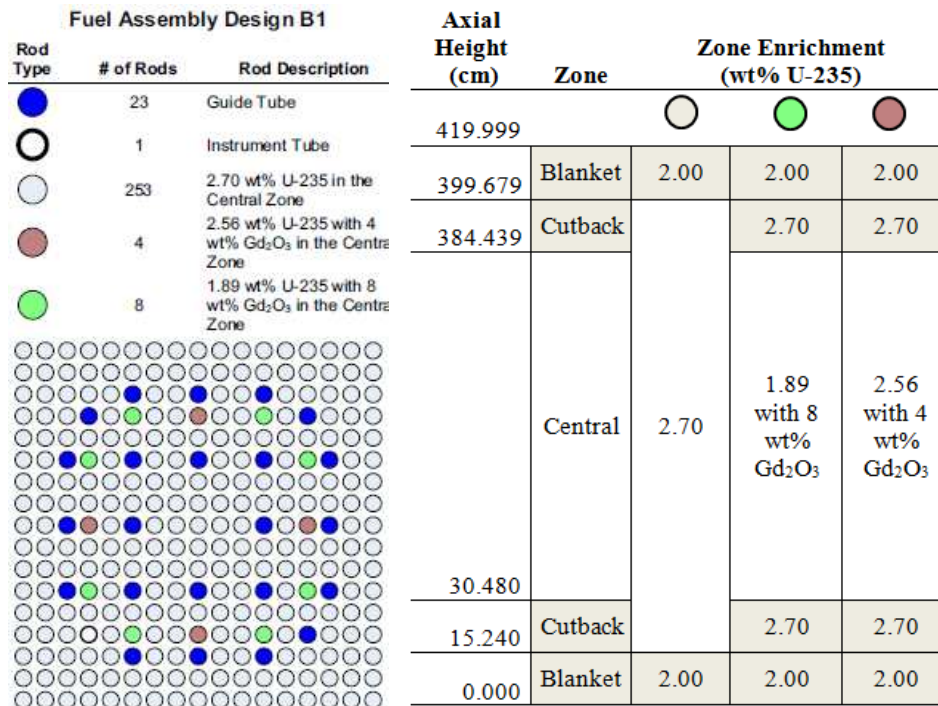 Fuel Assembly Design B1
Rod
Type
# of Rods
Rod Description
23
Guide Tube
1
Instrument Tube
253
2.70 wt% U-235 in the
Central Zone
4
2.56 wt% U-235 with 4
wt% Gd₂O₃ in the Centra
Zone
8
1.89 wt% U-235 with 8
wt% Gd₂O₃ in the Centra
Zone
Axial
Height
(cm)
Zone
Zone Enrichment
(wt% U-235)
419.999
Blanket
2.00
2.00
2.00
399.679
Cutback
2.70
2.70
384.439
Central
2.70
1.89
with 8
wt%
Gd₂O₃
2.56
with 4
wt%
Gd₂O₃
30.480
Cutback
2.70
2.70
15.240
Blanket
2.00
2.00
2.00
0.000